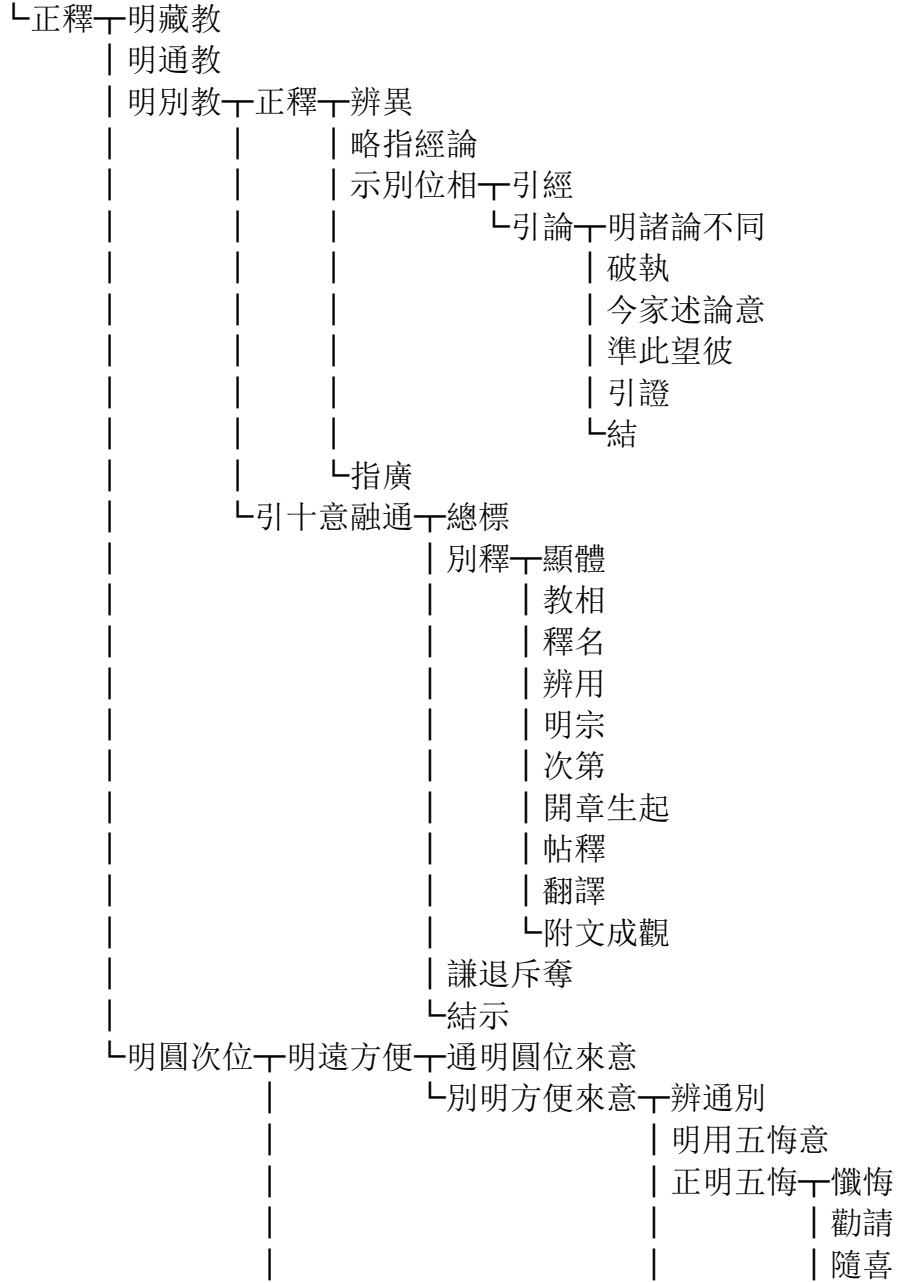 └正釋┬明藏教
│明通教
│明別教┬正釋┬辨異
│ │ │略指經論
│ │ │示別位相┬引經
│ │ │ └引論┬明諸論不同
│ │ │ │破執
│ │ │ │今家述論意
│ │ │ │準此望彼
│ │ │ │引證
│ │ │ └結
│ │ └指廣
│ └引十意融通┬總標
│ │別釋┬顯體
│ │ │教相
│ │ │釋名
│ │ │辨用
│ │ │明宗
│ │ │次第
│ │ │開章生起
│ │ │帖釋
│ │ │翻譯
│ │ └附文成觀
│ │謙退斥奪
│ └結示
└明圓次位┬明遠方便┬通明圓位來意
│ └別明方便來意┬辨通別
│ │明用五悔意
│ │正明五悔┬懺悔
│ │ │勸請
│ │ │隨喜